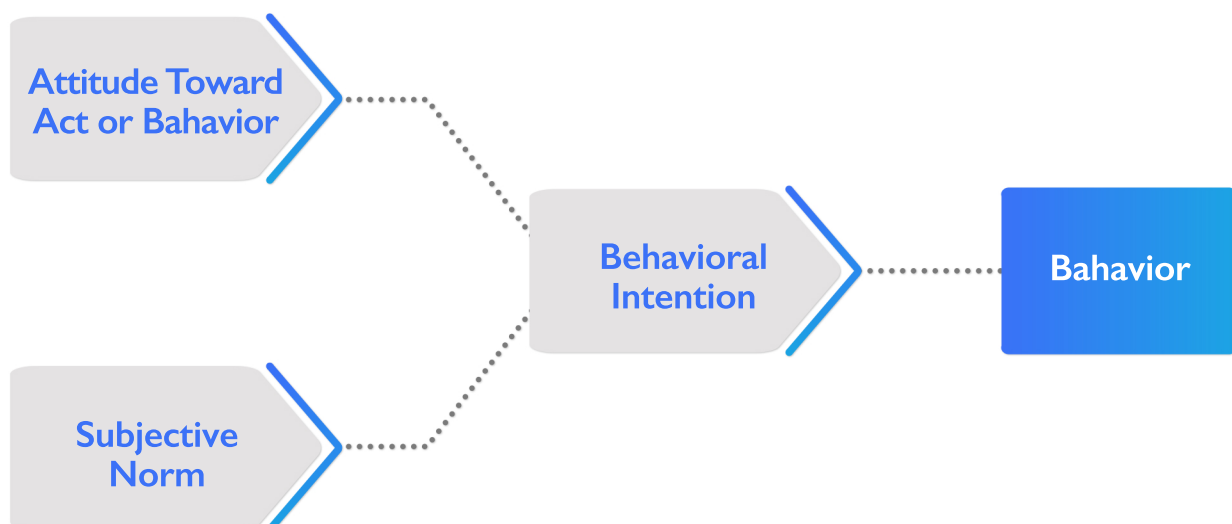 Attitude Toward
Act or Bahavior
Behavioral
Intention
Bahavior
Subjective
Norm